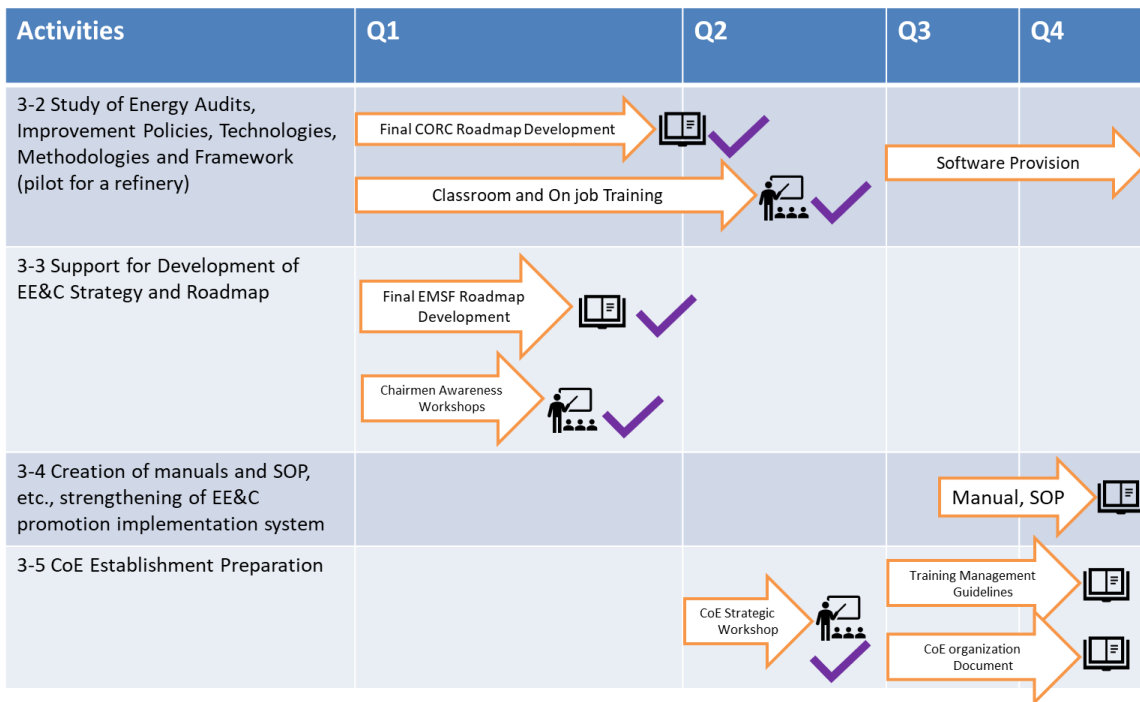 Activities
Q1
Q2
Q3
Q4
3-2 Study of Energy Audits,
Improvement Policies, Technologies,
Methodologies and Framework
(pilot for a refinery)
Final CORC Roadmap Development
Classroom and On job Training
Software Provision
3-3 Support for Development of
EE&C Strategy and Roadmap
Final EMSF Roadmap
Development
Chairmen Awareness
Workshops
3-4 Creation of manuals and SOP,
etc., strengthening of EE&C
promotion implementation system
Manual, SOP
3-5 CoE Establishment Preparation
CoE Strategic
Workshop
Training Management
Guidelines
CoE organization
Document